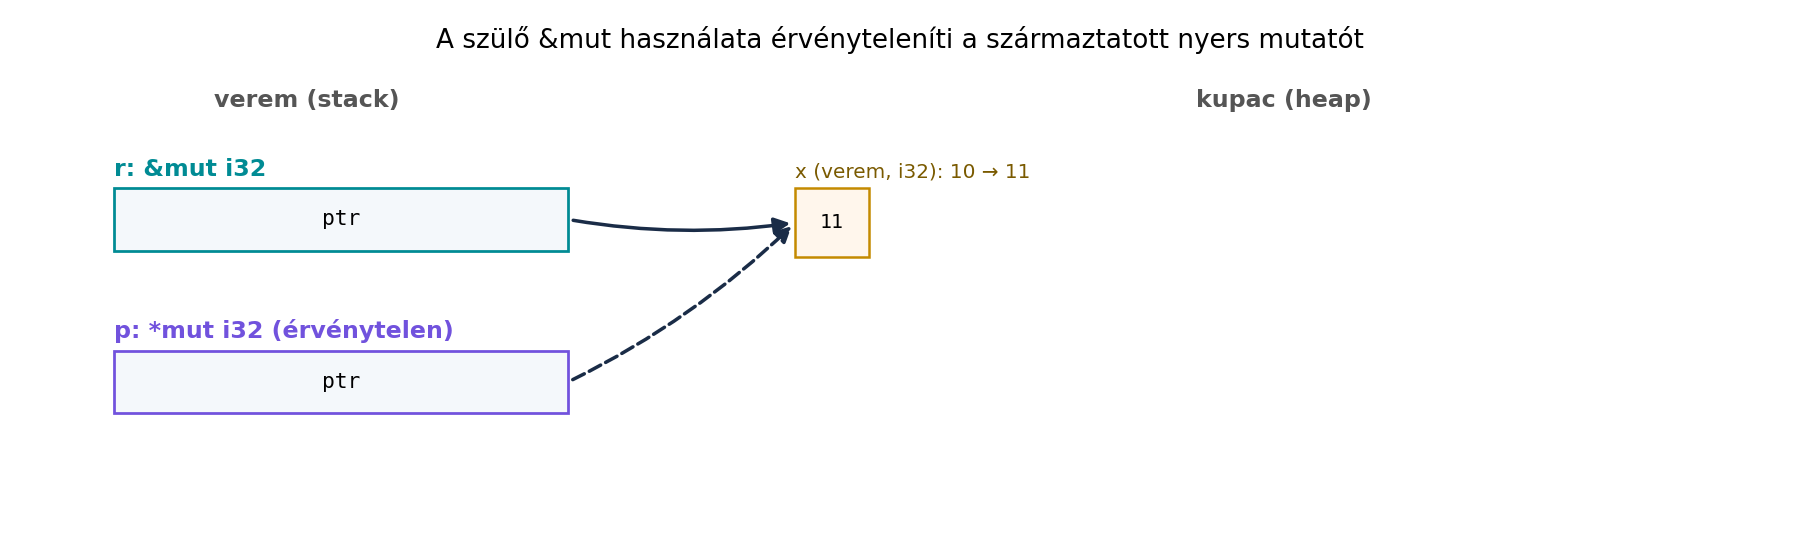 A szülő &mut használata érvényteleníti a származtatott nyers mutatót
verem (stack)
kupac (heap)
r: &mut i32
x (verem, i32): 10 → 11
ptr
11
p: *mut i32 (érvénytelen)
ptr